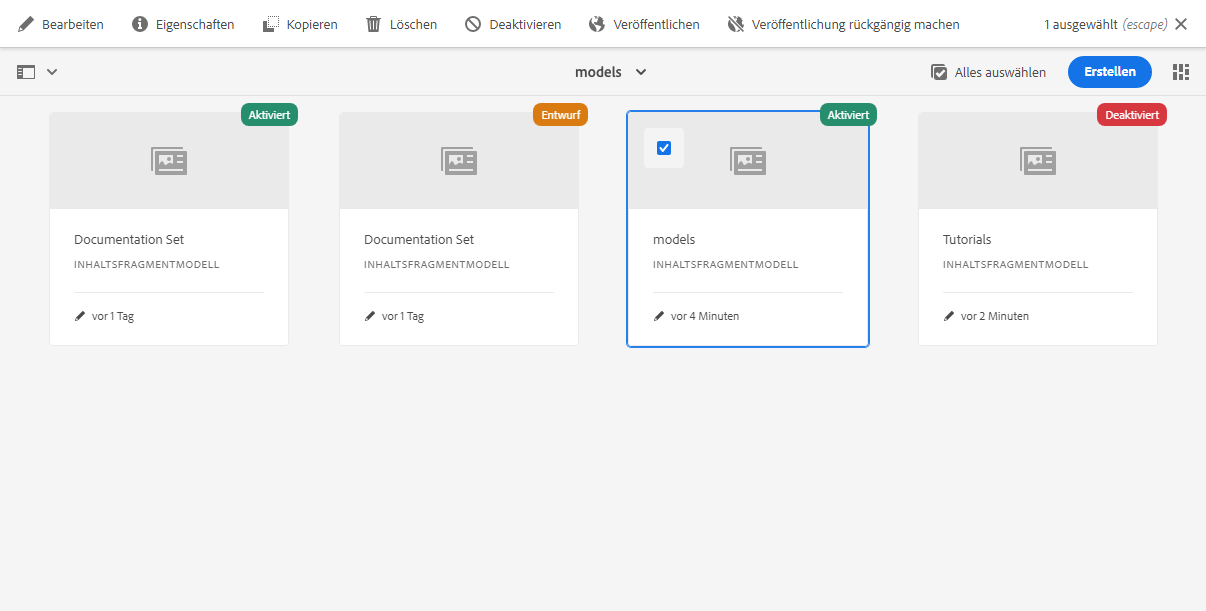 Bearbeiten Eigenschaften Kopieren Löschen Deaktivieren Veröffentlichen Veröffentlichung rückgängig machen 1 ausgewählt (escape)
models Alles auswählen Erstellen
Aktiviert Entwurf Aktiviert Deaktiviert
Documentation Set Documentation Set models Tutorials
INHALTSFRAGMENTMODELL INHALTSFRAGMENTMODELL INHALTSFRAGMENTMODELL INHALTSFRAGMENTMODELL
vor 1 Tag vor 1 Tag vor 4 Minuten vor 2 Minuten